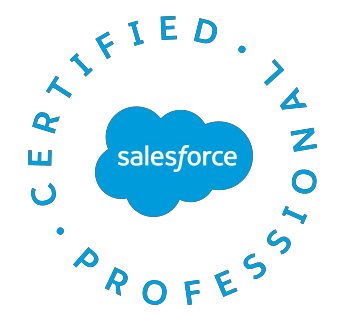 CERTIFIED
·
PROFESSIONAL
·
salesforce